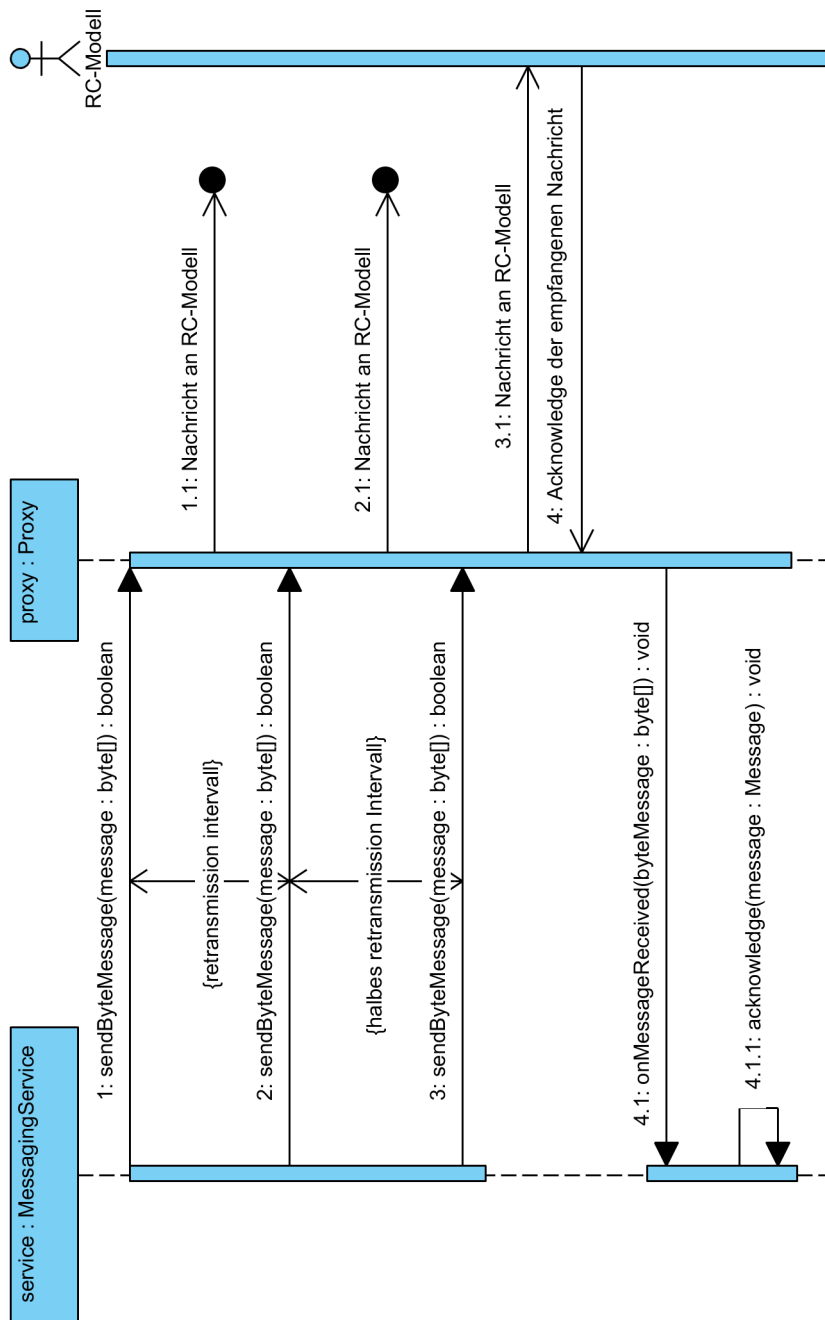 service : MessagingService
proxy : Proxy
RC-Modell
1: sendByteMessage(message : byte[]) : boolean
1.1: Nachricht an RC-Modell
{retransmission intervall}
2: sendByteMessage(message : byte[]) : boolean
2.1: Nachricht an RC-Modell
{halbes retransmission Intervall}
3: sendByteMessage(message : byte[]) : boolean
3.1: Nachricht an RC-Modell
4: Acknowledge der empfangenen Nachricht
4.1: onMessageReceived(byteMessage : byte[]) : void
4.1.1: acknowledge(message : Message) : void